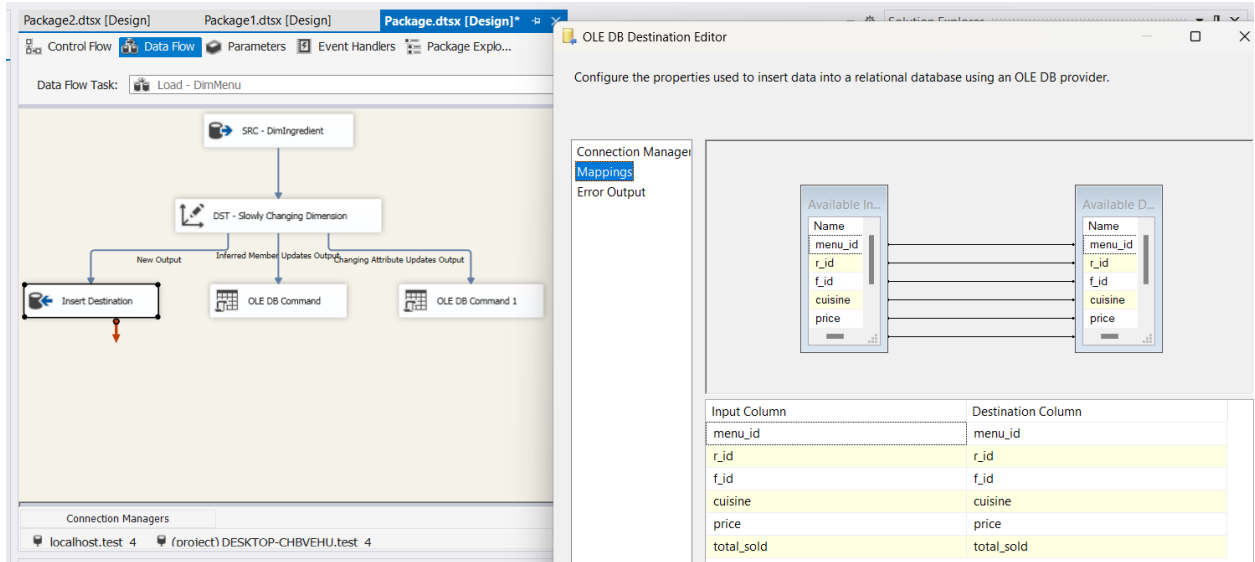 Package2.dtsx [Design] Package1.dtsx [Design] Package.dtsx [Design]*
Control Flow Data Flow Parameters Event Handlers Package Explo...
Data Flow Task: Load - DimMenu
SRC - DimIngredient
DST - Slowly Changing Dimension
New Output Inferred Member Updates Output Changing Attribute Updates Output
Insert Destination OLE DB Command OLE DB Command 1
Connection Managers
localhost.test_4 (project) DESKTOP-CHBVEHU.test_4
Solution Explorer
OLE DB Destination Editor
Configure the properties used to insert data into a relational database using an OLE DB provider.
Connection Manager
Mappings
Error Output
Available In... Available D...
Name Name
menu_id menu_id
r_id r_id
f_id f_id
cuisine cuisine
price price
Input Column Destination Column
menu_id menu_id
r_id r_id
f_id f_id
cuisine cuisine
price price
total_sold total_sold